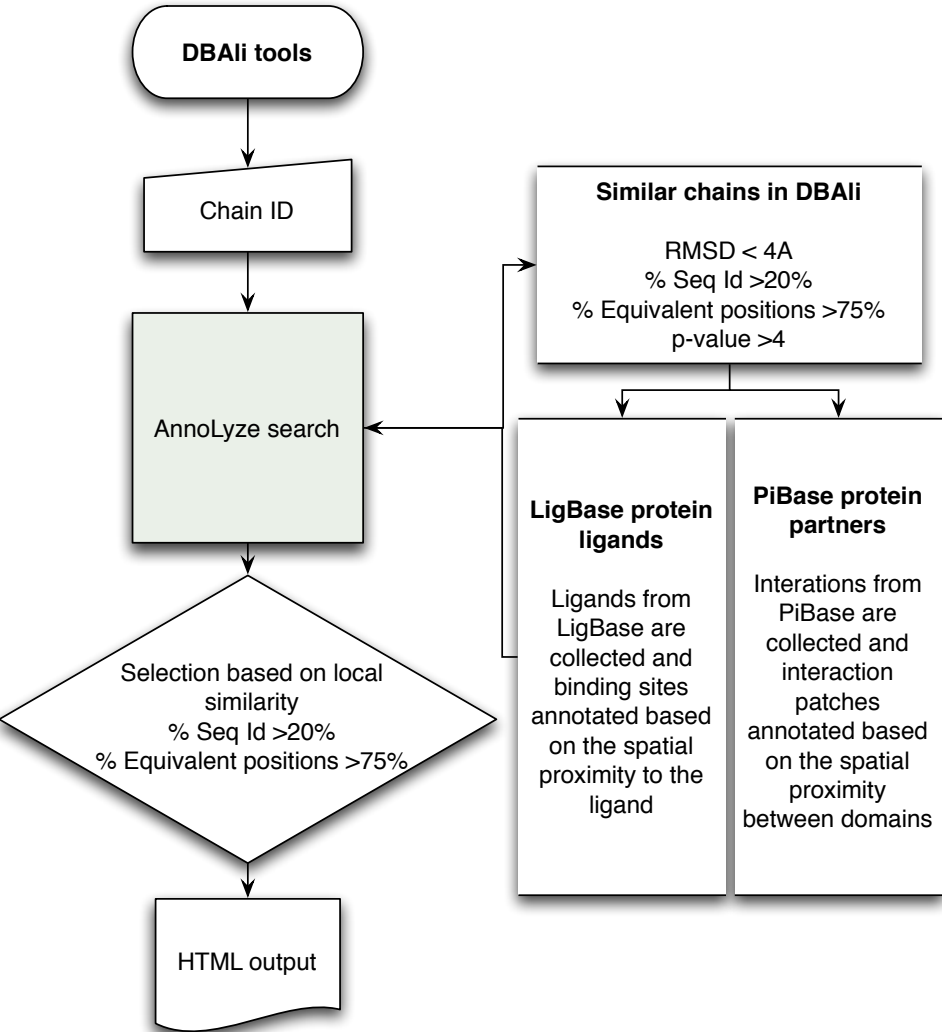 DBAli tools
Chain ID
AnnoLyze search
Selection based on local
similarity
% Seq Id >20%
% Equivalent positions >75%
HTML output
Similar chains in DBAli
RMSD < 4A
% Seq Id >20%
% Equivalent positions >75%
p-value >4
LigBase protein
ligands
Ligands from
LigBase are
collected and
binding sites
annotated based
on the spatial
proximity to the
ligand
PiBase protein
partners
Interations from
PiBase are
collected and
interaction
patches
annotated based
on the spatial
proximity
between domains